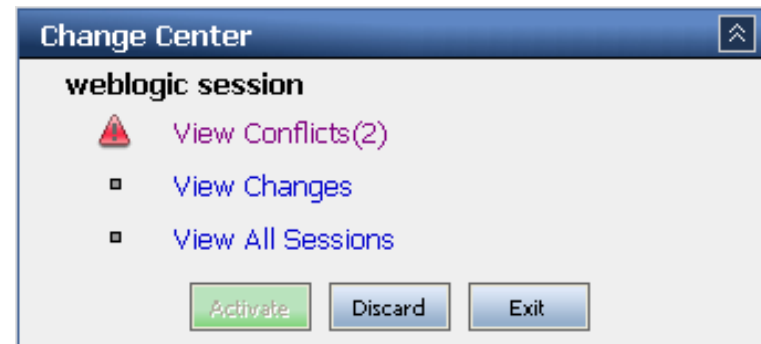 Change Center
weblogic session
View Conflicts(2)
View Changes
View All Sessions
Activate Discard Exit